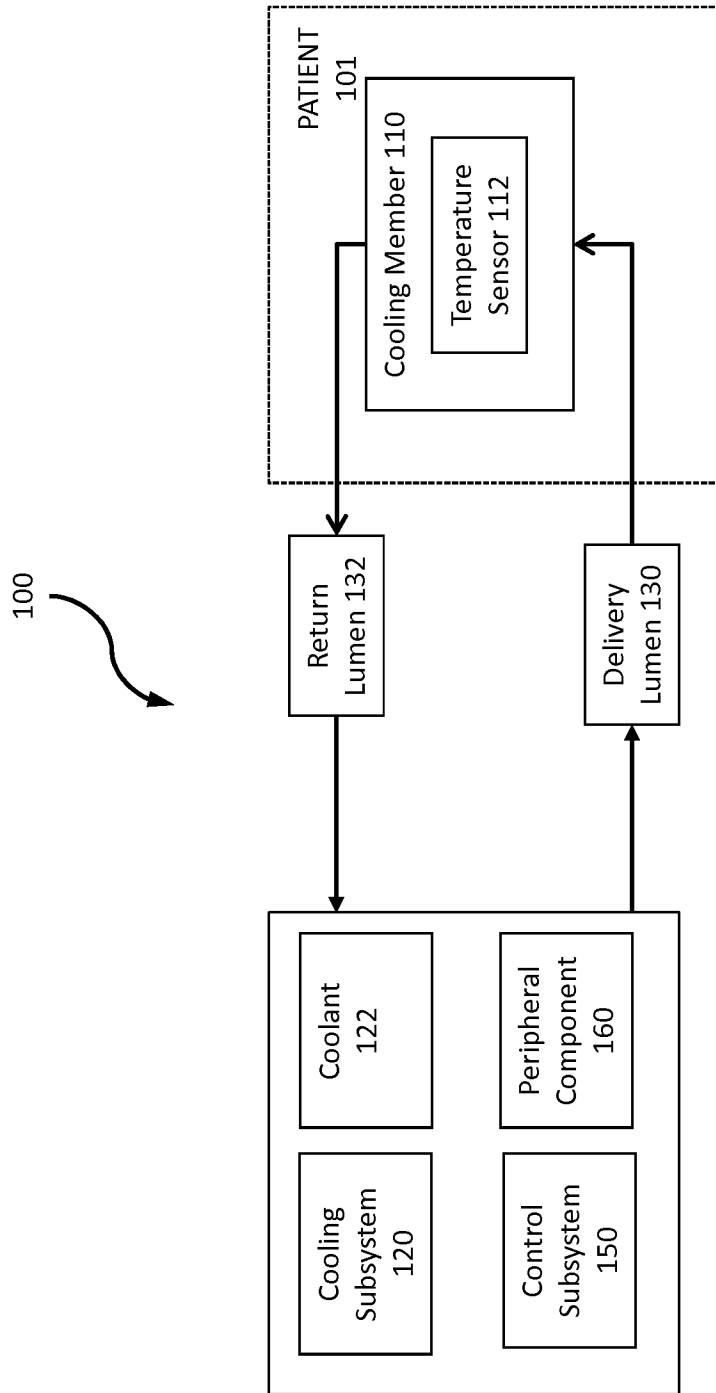 100
Cooling
Subsystem
120
Coolant
122
Control
Subsystem
150
Peripheral
Component
160
Return
Lumen 132
Delivery
Lumen 130
PATIENT
101
Cooling Member 110
Temperature
Sensor 112